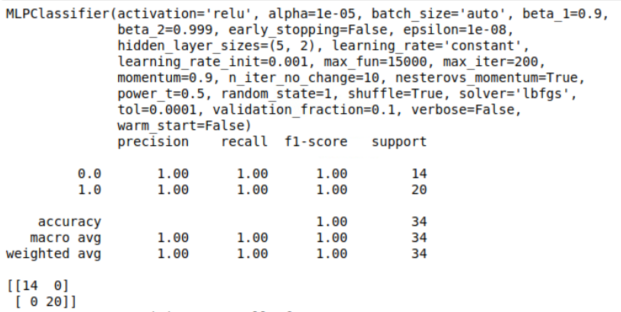 MLPClassifier(activation='relu', alpha=1e-05, batch_size='auto', beta_1=0.9,
              beta_2=0.999, early_stopping=False, epsilon=1e-08,
              hidden_layer_sizes=(5, 2), learning_rate='constant',
              learning_rate_init=0.001, max_fun=15000, max_iter=200,
              momentum=0.9, n_iter_no_change=10, nesterovs_momentum=True,
              power_t=0.5, random_state=1, shuffle=True, solver='lbfgs',
              tol=0.0001, validation_fraction=0.1, verbose=False,
              warm_start=False)
              precision    recall  f1-score   support

         0.0       1.00      1.00      1.00        14
         1.0       1.00      1.00      1.00        20

    accuracy                           1.00        34
   macro avg       1.00      1.00      1.00        34
weighted avg       1.00      1.00      1.00        34

[[14  0]
 [ 0 20]]